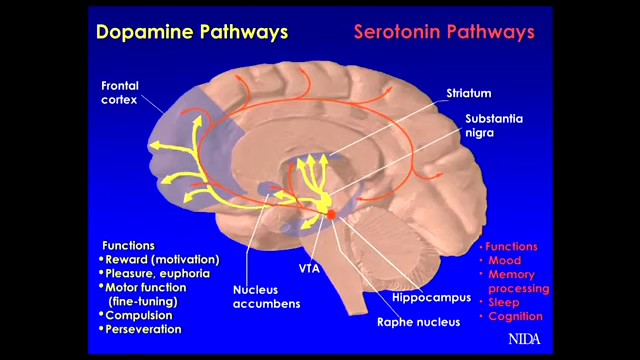 Dopamine Pathways
Serotonin Pathways
Frontal
cortex
Striatum
Substantia
nigra
Functions
•Reward (motivation)
•Pleasure, euphoria
•Motor function
(fine-tuning)
•Compulsion
•Perseveration
VTA
Nucleus
accumbens
Hippocampus
Raphe nucleus
•Functions
• Mood
• Memory
processing
• Sleep
• Cognition
NIDA